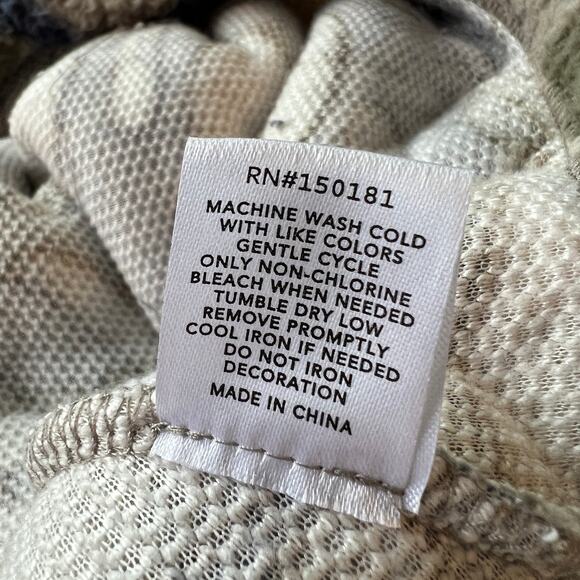 RN#150181
MACHINE WASH COLD
WITH LIKE COLORS
GENTLE CYCLE
ONLY NON-CHLORINE
BLEACH WHEN NEEDED
TUMBLE DRY LOW
REMOVE PROMPTLY
COOL IRON IF NEEDED
DO NOT IRON
DECORATION
MADE IN CHINA